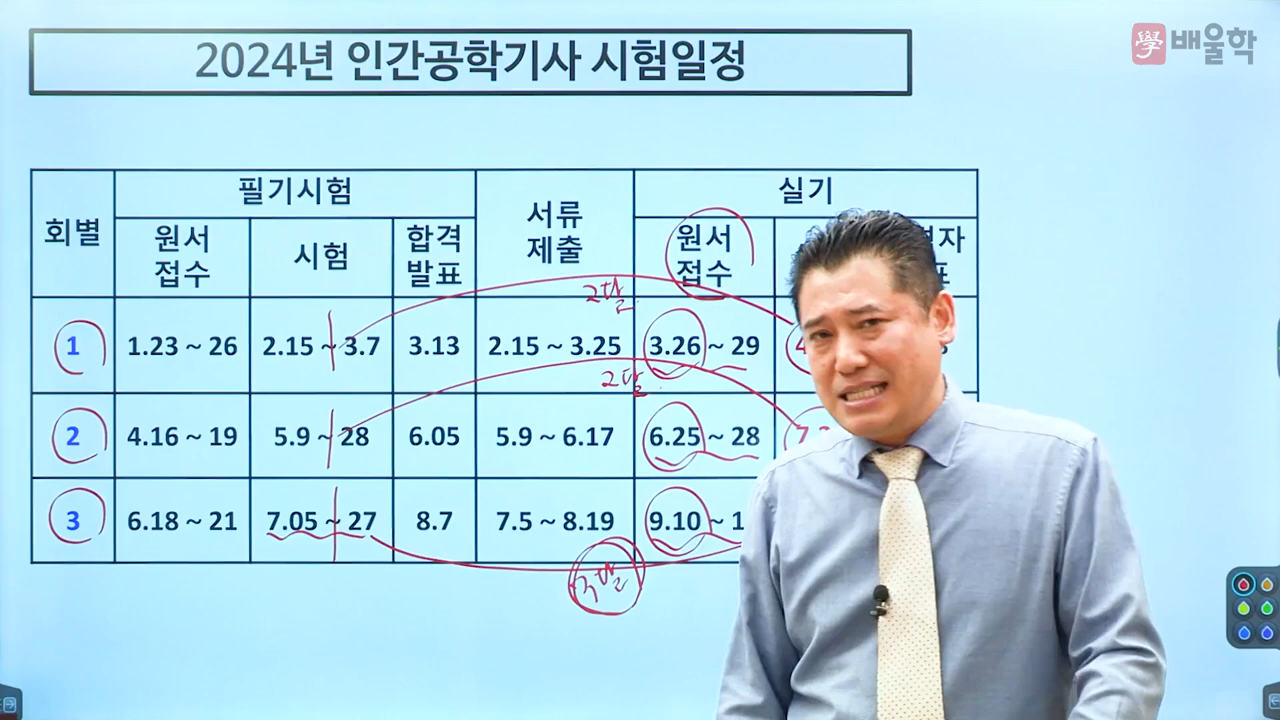 2024년 인간공학기사 시험일정
學 배울학
회별 필기시험 서류 제출 실기
원서 접수 시험 합격 발표 원서 접수
1 1.23 ~ 26 2.15 ~ 3.7 3.13 2.15 ~ 3.25 3.26 ~ 29
2달
2 4.16 ~ 19 5.9 ~ 28 6.05 5.9 ~ 6.17 6.25 ~ 28
2달
3 6.18 ~ 21 7.05 ~ 27 8.7 7.5 ~ 8.19 9.10 ~ 1